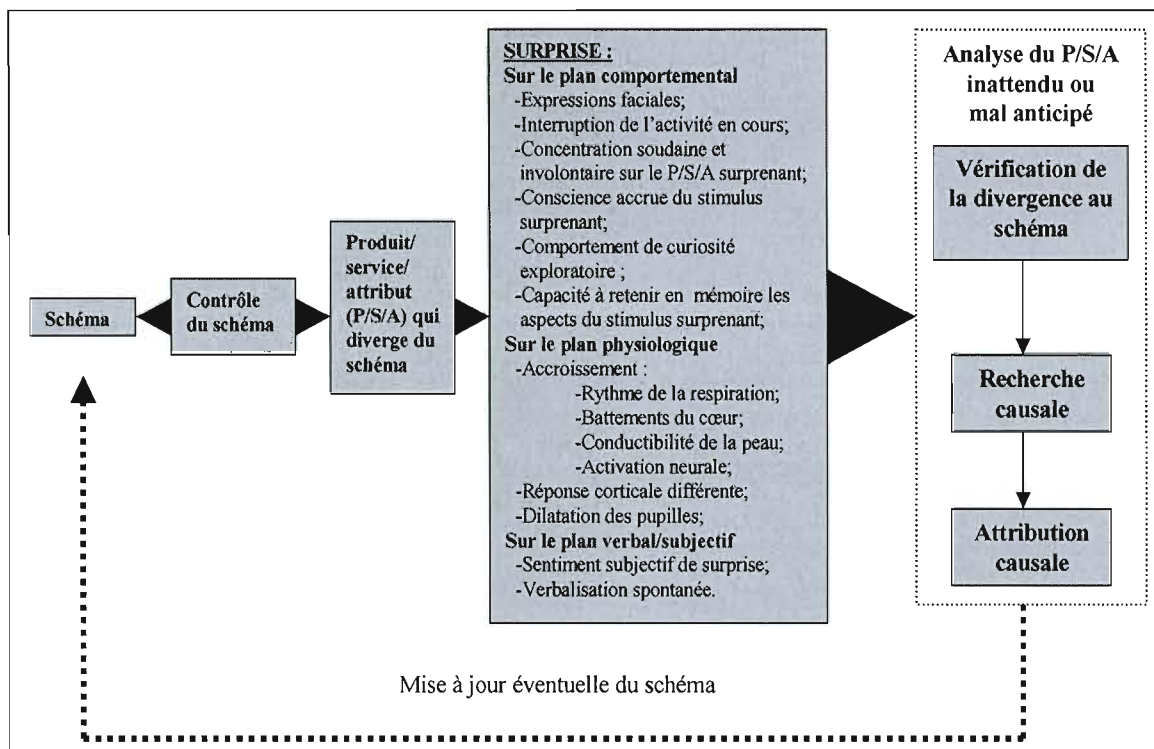 Schéma
Contrôle
du schéma
Produit/
service/
attribut
(P/S/A) qui
diverge du
schéma
SURPRISE :
Sur le plan comportemental
-Expressions faciales;
-Interruption de l'activité en cours;
-Concentration soudaine et
involontaire sur le P/S/A surprenant;
-Conscience accrue du stimulus
surprenant;
-Comportement de curiosité
exploratoire ;
-Capacité à retenir en mémoire les
aspects du stimulus surprenant;
Sur le plan physiologique
-Accroissement :
-Rythme de la respiration;
-Battements du cœur;
-Conductibilité de la peau;
-Activation neurale;
-Réponse corticale différente;
-Dilatation des pupilles;
Sur le plan verbal/subjectif
-Sentiment subjectif de surprise;
-Verbalisation spontanée.
Analyse du P/S/A
inattendu ou
mal anticipé
Vérification de
la divergence au
schéma
Recherche
causale
Attribution
causale
Mise à jour éventuelle du schéma